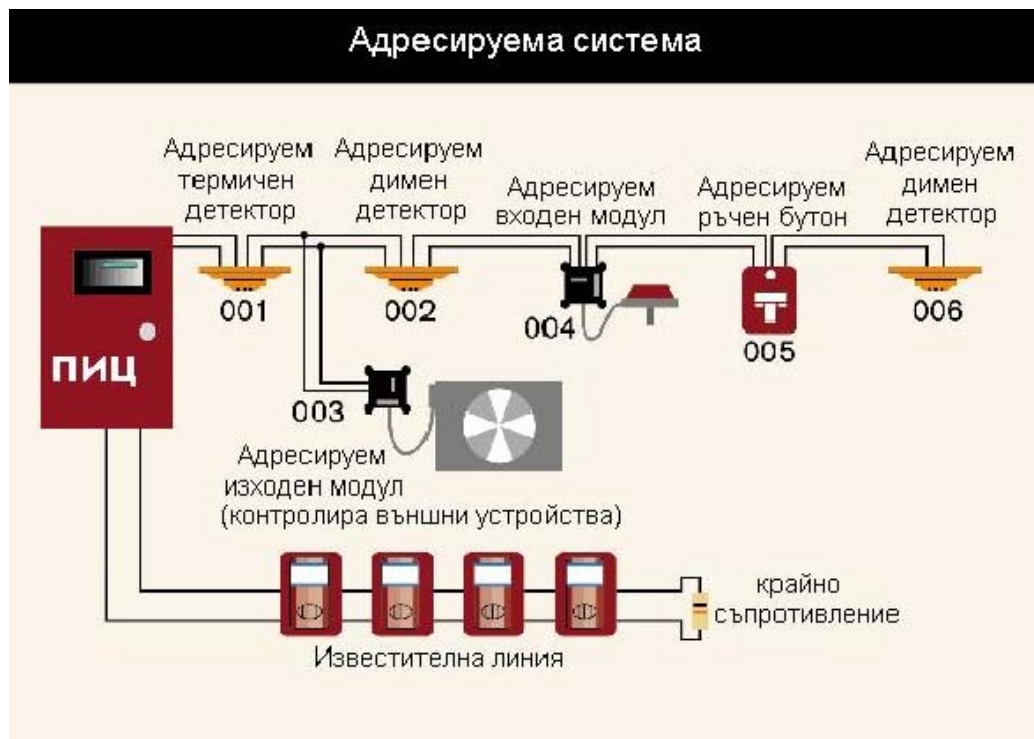 Адресируема система
Адресируем
термичен
детектор
Адресируем
димен
детектор
Адресируем
входен модул
Адресируем
ръчен бутон
Адресируем
димен
детектор
001
002
004
005
006
ПИЦ
003
Адресируем
изходен модул
(контролира външни устройства)
крайно
съпротивление
Известителна линия